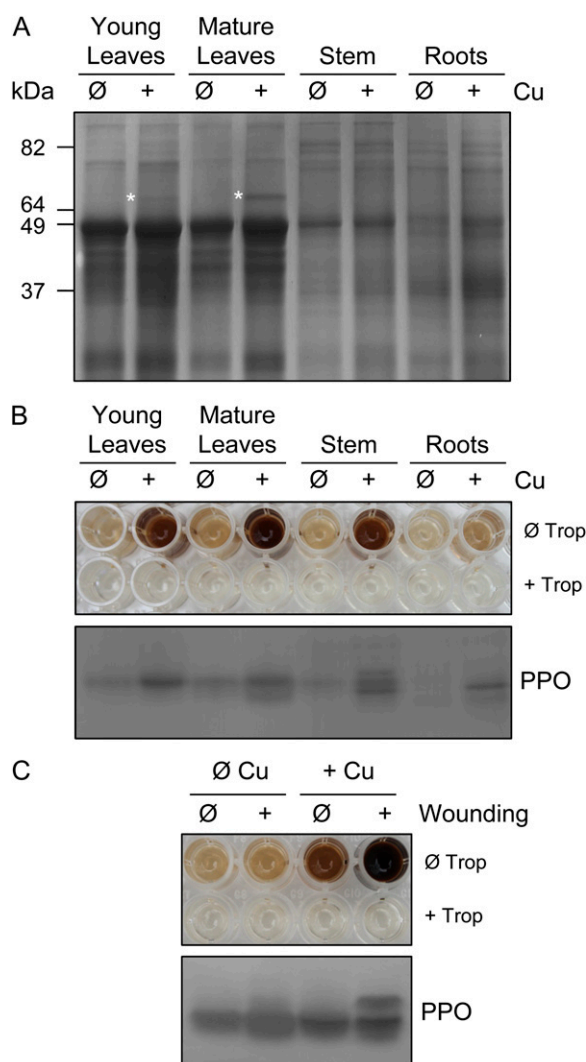 A
Young Leaves
Mature Leaves
Stem
Roots
kDa
Ø + Ø + Ø + Ø + Cu
82
*
*
64
49
37
B
Young Leaves
Mature Leaves
Stem
Roots
Ø + Ø + Ø + Ø + Cu
Ø Trop
+ Trop
PPO
C
Ø Cu + Cu
Ø + Ø + Wounding
Ø Trop
+ Trop
PPO